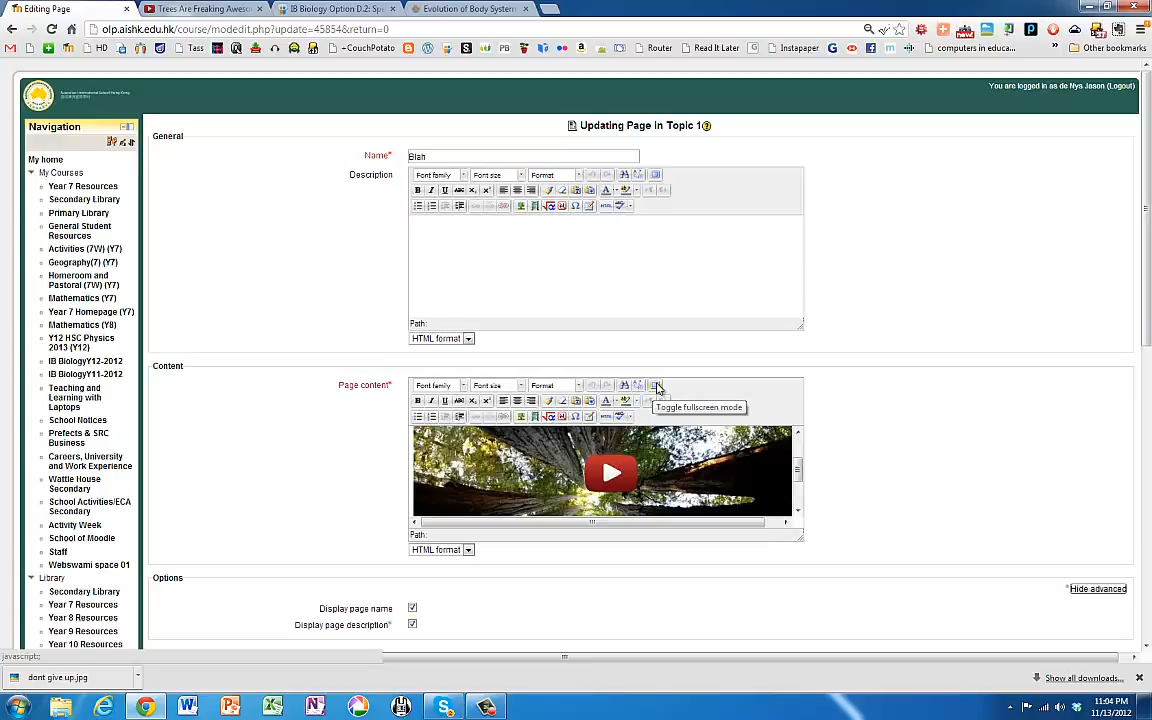 Editing Page
Trees Are Freaking Aweso
IB Biology Option D.2: Spe
Evolution of Body System
olp.aishk.edu.hk/course/modedit.php?update=45854&return=0
HD
Tass
+CouchPotato
PB
Router
Read It Later
Instapaper
computers in educa...
Other bookmarks
You are logged in as de Nys Jason (Logout)
Navigation
My home
My Courses
Year 7 Resources
Secondary Library
Primary Library
General Student
Resources
Activities (7W) (Y7)
Geography(7) (Y7)
Homeroom and
Pastoral (7W) (Y7)
Mathematics (Y7)
Year 7 Homepage (Y7)
Mathematics (Y8)
Y12 HSC Physics
2013 (Y12)
IB BiologyY12-2012
IB BiologyY11-2012
Teaching and
Learning with
Laptops
School Notices
Prefects & SRC
Business
Careers, University
and Work Experience
Wattle House
Secondary
School Activities/ECA
Secondary
Activity Week
School of Moodle
Staff
Webswami space 01
Library
Secondary Library
Year 7 Resources
Year 8 Resources
Year 9 Resources
Year 10 Resources
Updating Page in Topic 1
General
Name*
Blah
Description
Font family
Font size
Format
Path:
HTML format
Content
Page content*
Font family
Font size
Format
Toggle fullscreen mode
Path:
HTML format
Options
*Hide advanced
Display page name
Display page description*
javascript:;
dont give up.jpg
Show all downloads...
11:04 PM
11/13/2012